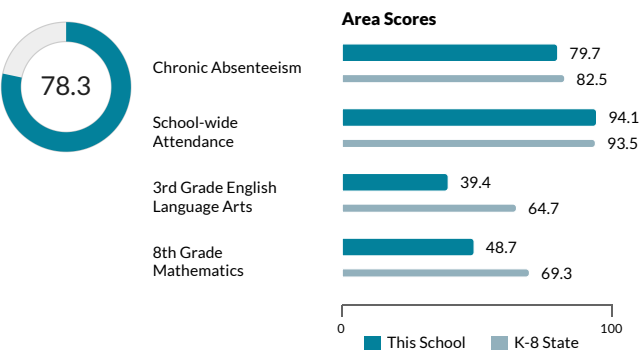 Area Scores
78.3
Chronic Absenteeism
79.7
82.5
School-wide
Attendance
94.1
93.5
3rd Grade English
Language Arts
39.4
64.7
8th Grade
Mathematics
48.7
69.3
0 100
This School K-8 State